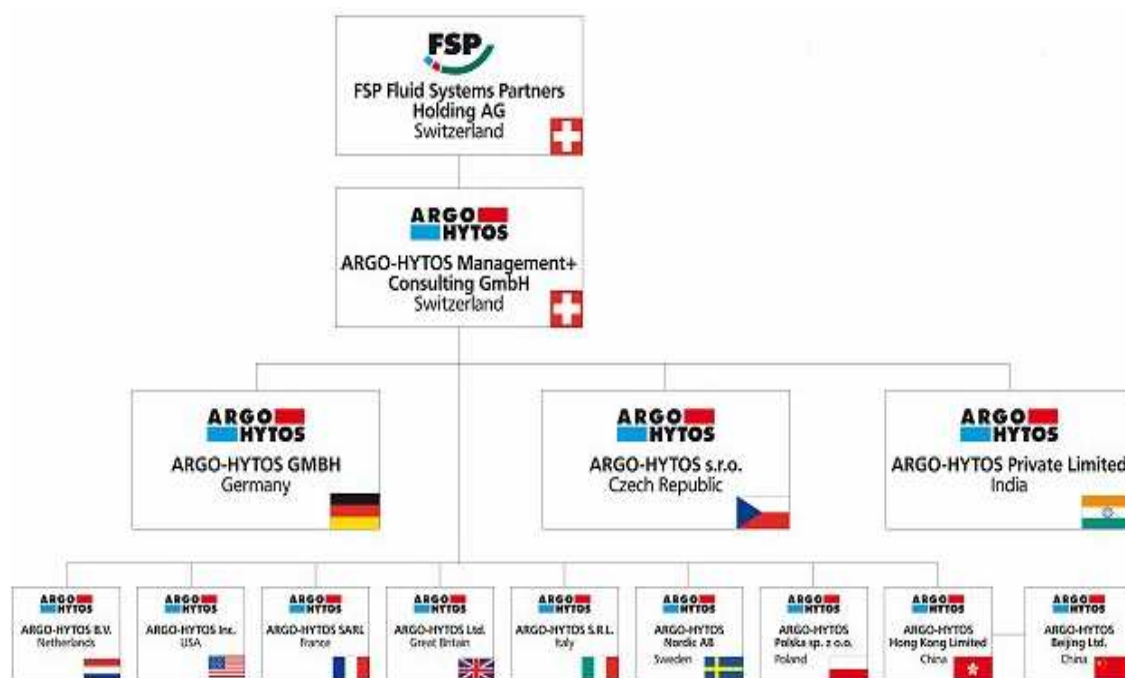 FSP
FSP Fluid Systems Partners
Holding AG
Switzerland
ARGO
HYTOS
ARGO-HYTOS Management+
Consulting GmbH
Switzerland
ARGO
HYTOS
ARGO-HYTOS GMBH
Germany
ARGO
HYTOS
ARGO-HYTOS s.r.o.
Czech Republic
ARGO
HYTOS
ARGO-HYTOS Private Limited
India
ARGO
HYTOS
ARGO-HYTOS B.V.
Netherlands
ARGO
HYTOS
ARGO-HYTOS Inc.
USA
ARGO
HYTOS
ARGO-HYTOS SARL
France
ARGO
HYTOS
ARGO-HYTOS Ltd.
Great Britain
ARGO
HYTOS
ARGO-HYTOS S.R.L.
Italy
ARGO
HYTOS
ARGO-HYTOS
Nordic AB
Sweden
ARGO
HYTOS
ARGO-HYTOS
Polska sp. z o.o.
Poland
ARGO
HYTOS
ARGO-HYTOS
Hong Kong Limited
China
ARGO
HYTOS
ARGO-HYTOS
Beijing Ltd.
China